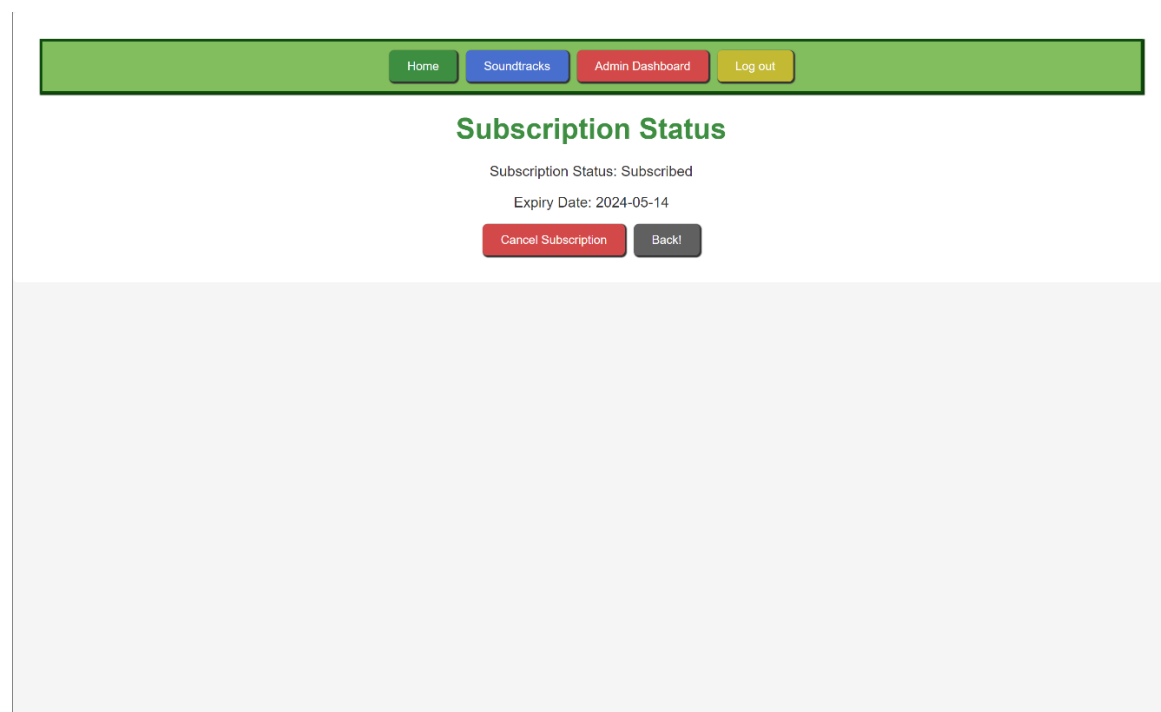 Home Soundtracks Admin Dashboard Log out
Subscription Status
Subscription Status: Subscribed
Expiry Date: 2024-05-14
Cancel Subscription Back!